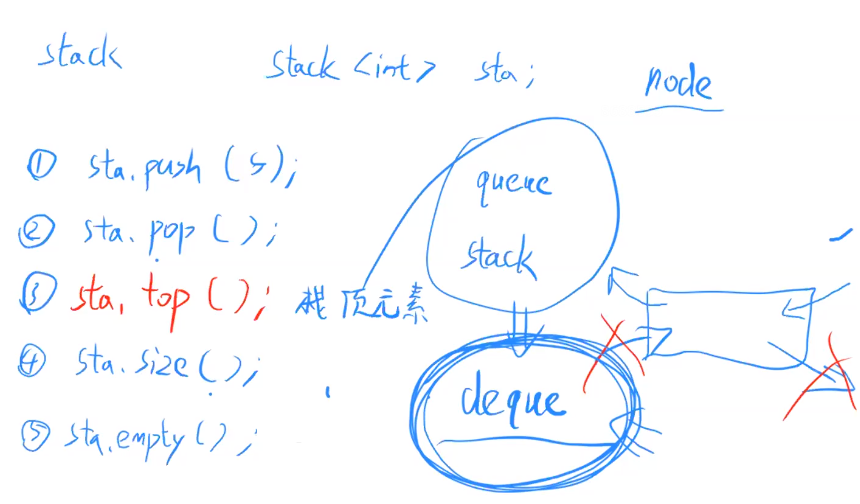 stack
stack <int> sta;
node
① sta.push (5);
② sta.pop ( );
③ sta. top ( ); 栈顶元素
④ sta.size ( );
⑤ sta.empty( );
queue
stack
deque